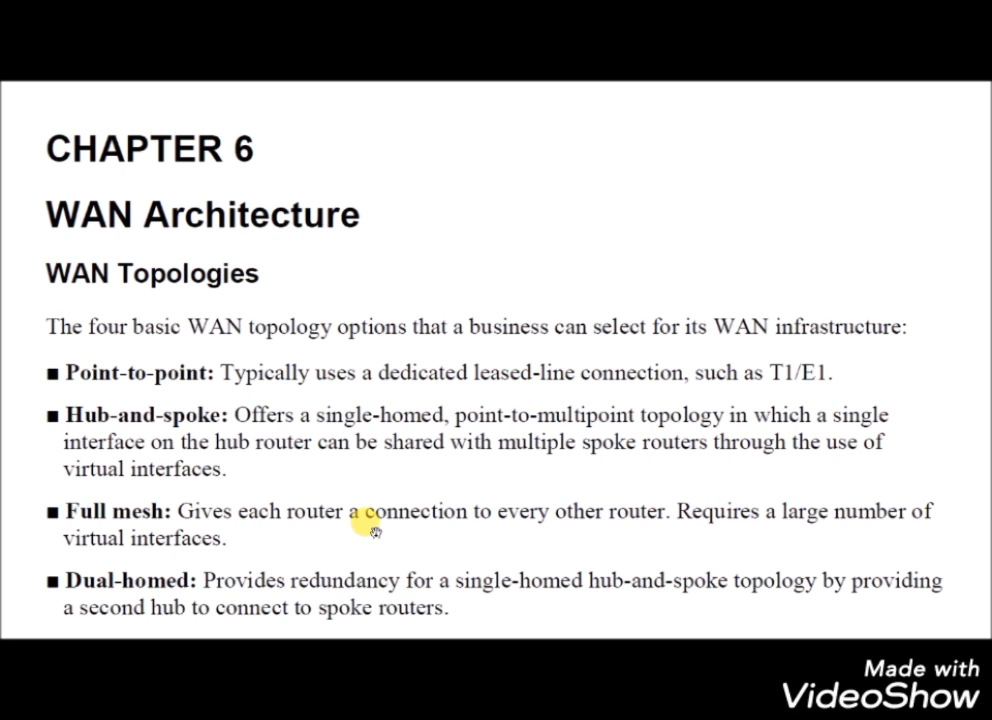 CHAPTER 6
WAN Architecture
WAN Topologies
The four basic WAN topology options that a business can select for its WAN infrastructure:
■ Point-to-point: Typically uses a dedicated leased-line connection, such as T1/E1.
■ Hub-and-spoke: Offers a single-homed, point-to-multipoint topology in which a single
interface on the hub router can be shared with multiple spoke routers through the use of
virtual interfaces.
■ Full mesh: Gives each router a connection to every other router. Requires a large number of
virtual interfaces.
■ Dual-homed: Provides redundancy for a single-homed hub-and-spoke topology by providing
a second hub to connect to spoke routers.
Made with
VideoShow